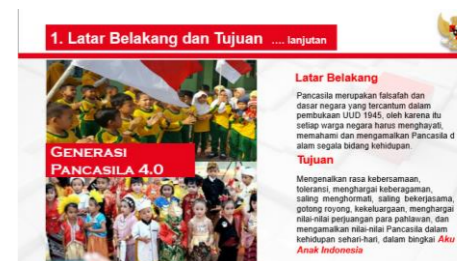 1. Latar Belakang dan Tujuan .... lanjutan
GENERASI
PANCASILA 4.0
Latar Belakang
Pancasila merupakan falsafah dan
dasar negara yang tercantum dalam
pembukaan UUD 1945, oleh karena itu
setiap warga negara harus menghayati,
memahami dan mengamalkan Pancasila d
alam segala bidang kehidupan.
Tujuan
Mengenalkan rasa kebersamaan,
toleransi, menghargai keberagaman,
saling menghormati, saling bekerjasama,
gotong royong, kekeluargaan, menghargai
nilai-nilai perjuangan para pahlawan, dan
mengamalkan nilai-nilai Pancasila dalam
kehidupan sehari-hari, dalam bingkai Aku
Anak Indonesia